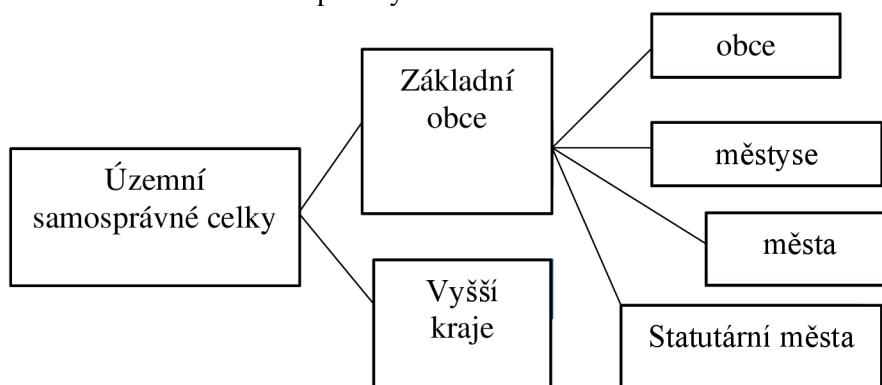 Územní
samosprávné celky
Základní
obce
Vyšší
kraje
obce
městyse
města
Statutární města